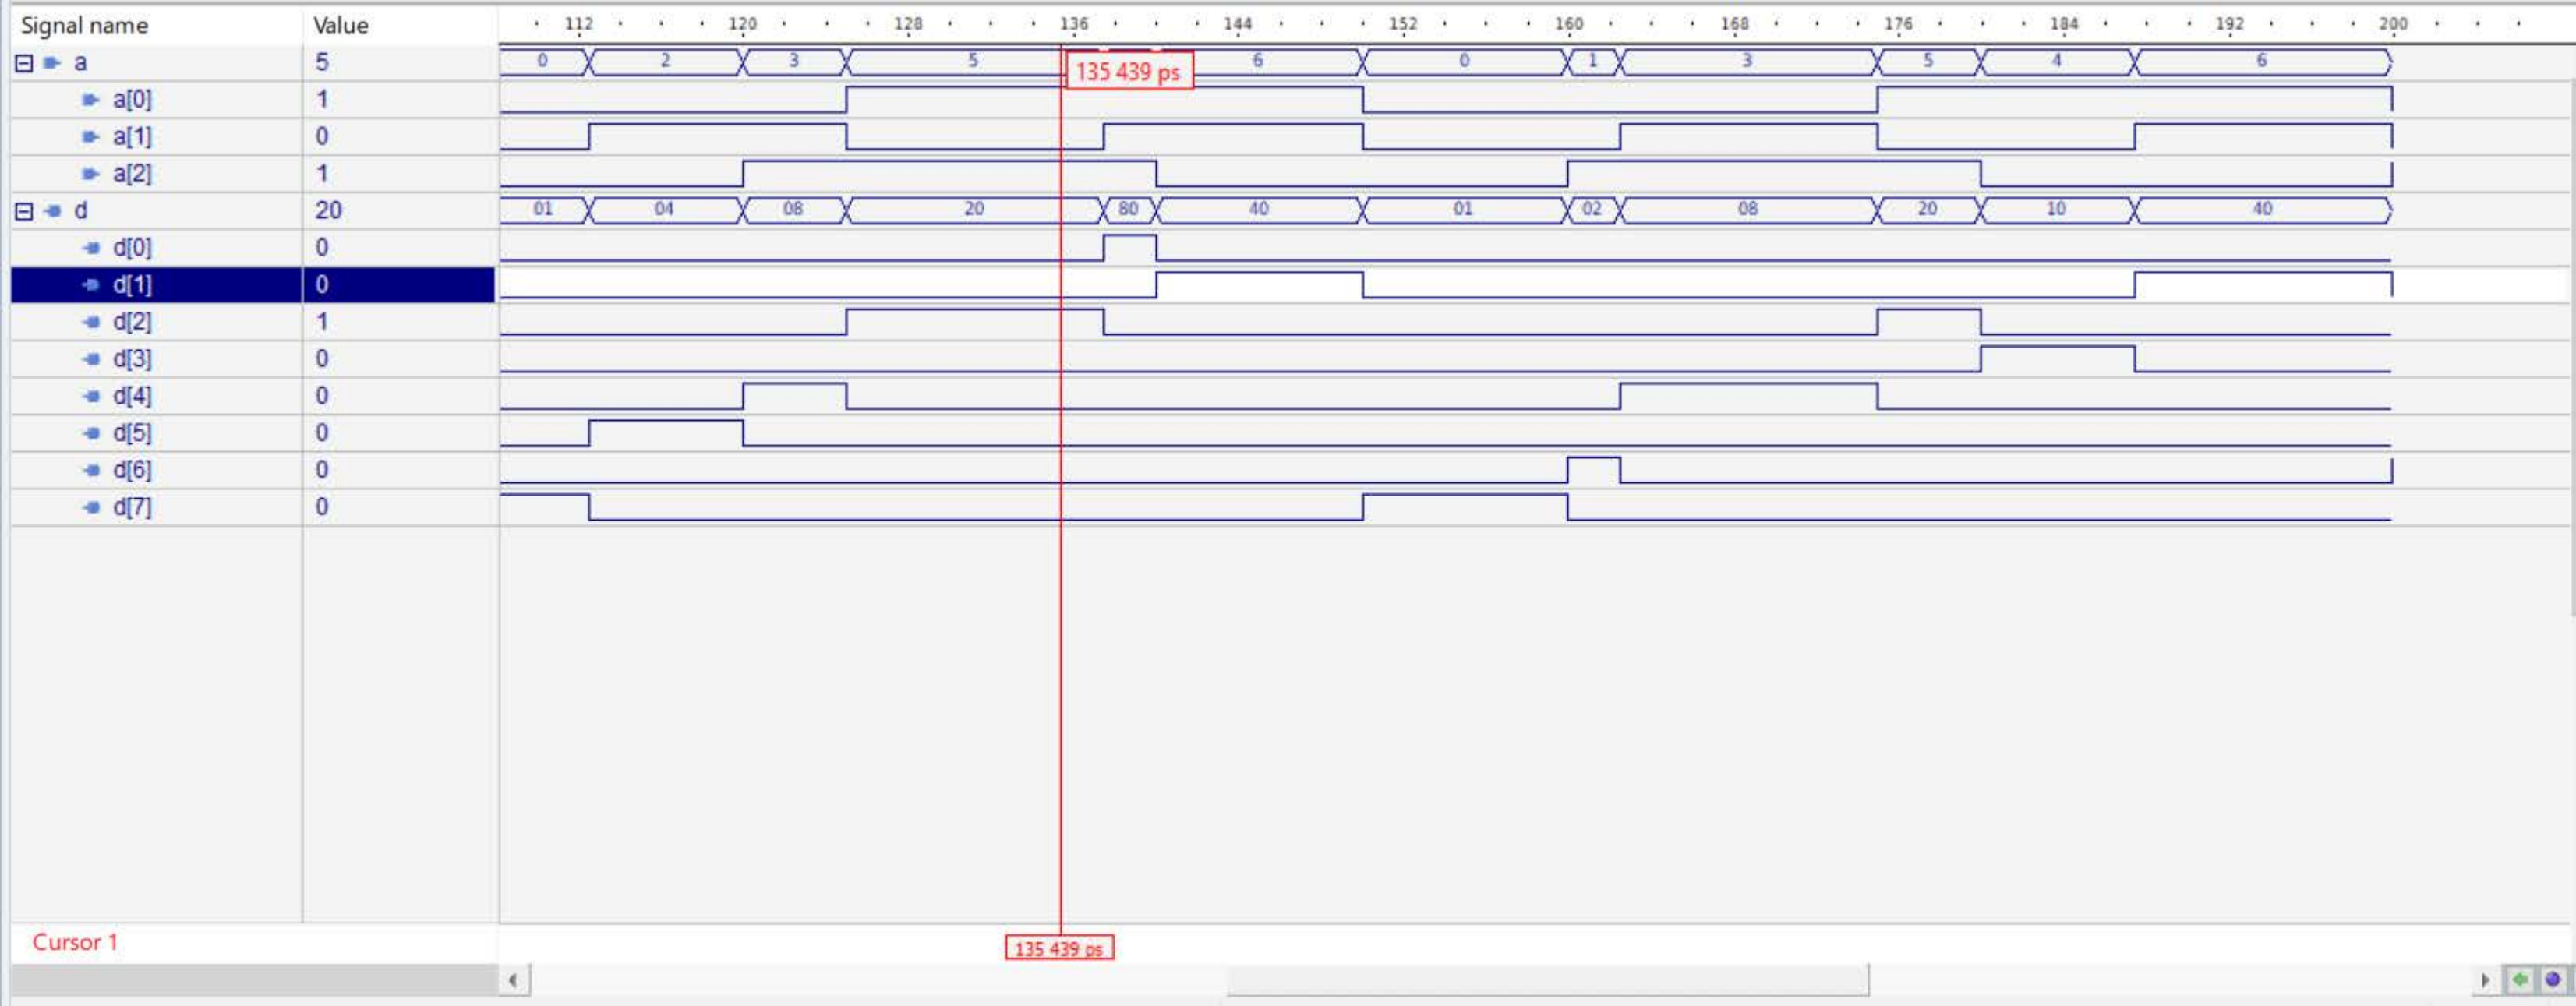 Signal name Value 112 120 128 136 144 152 160 168 176 184 192 200
a 5 0 2 3 5 6 0 1 3 5 4 6
135 439 ps
a[0] 1
a[1] 0
a[2] 1
d 20 01 04 08 20 80 40 01 02 08 20 10 40
d[0] 0
d[1] 0
d[2] 1
d[3] 0
d[4] 0
d[5] 0
d[6] 0
d[7] 0
Cursor 1 135 439 ps